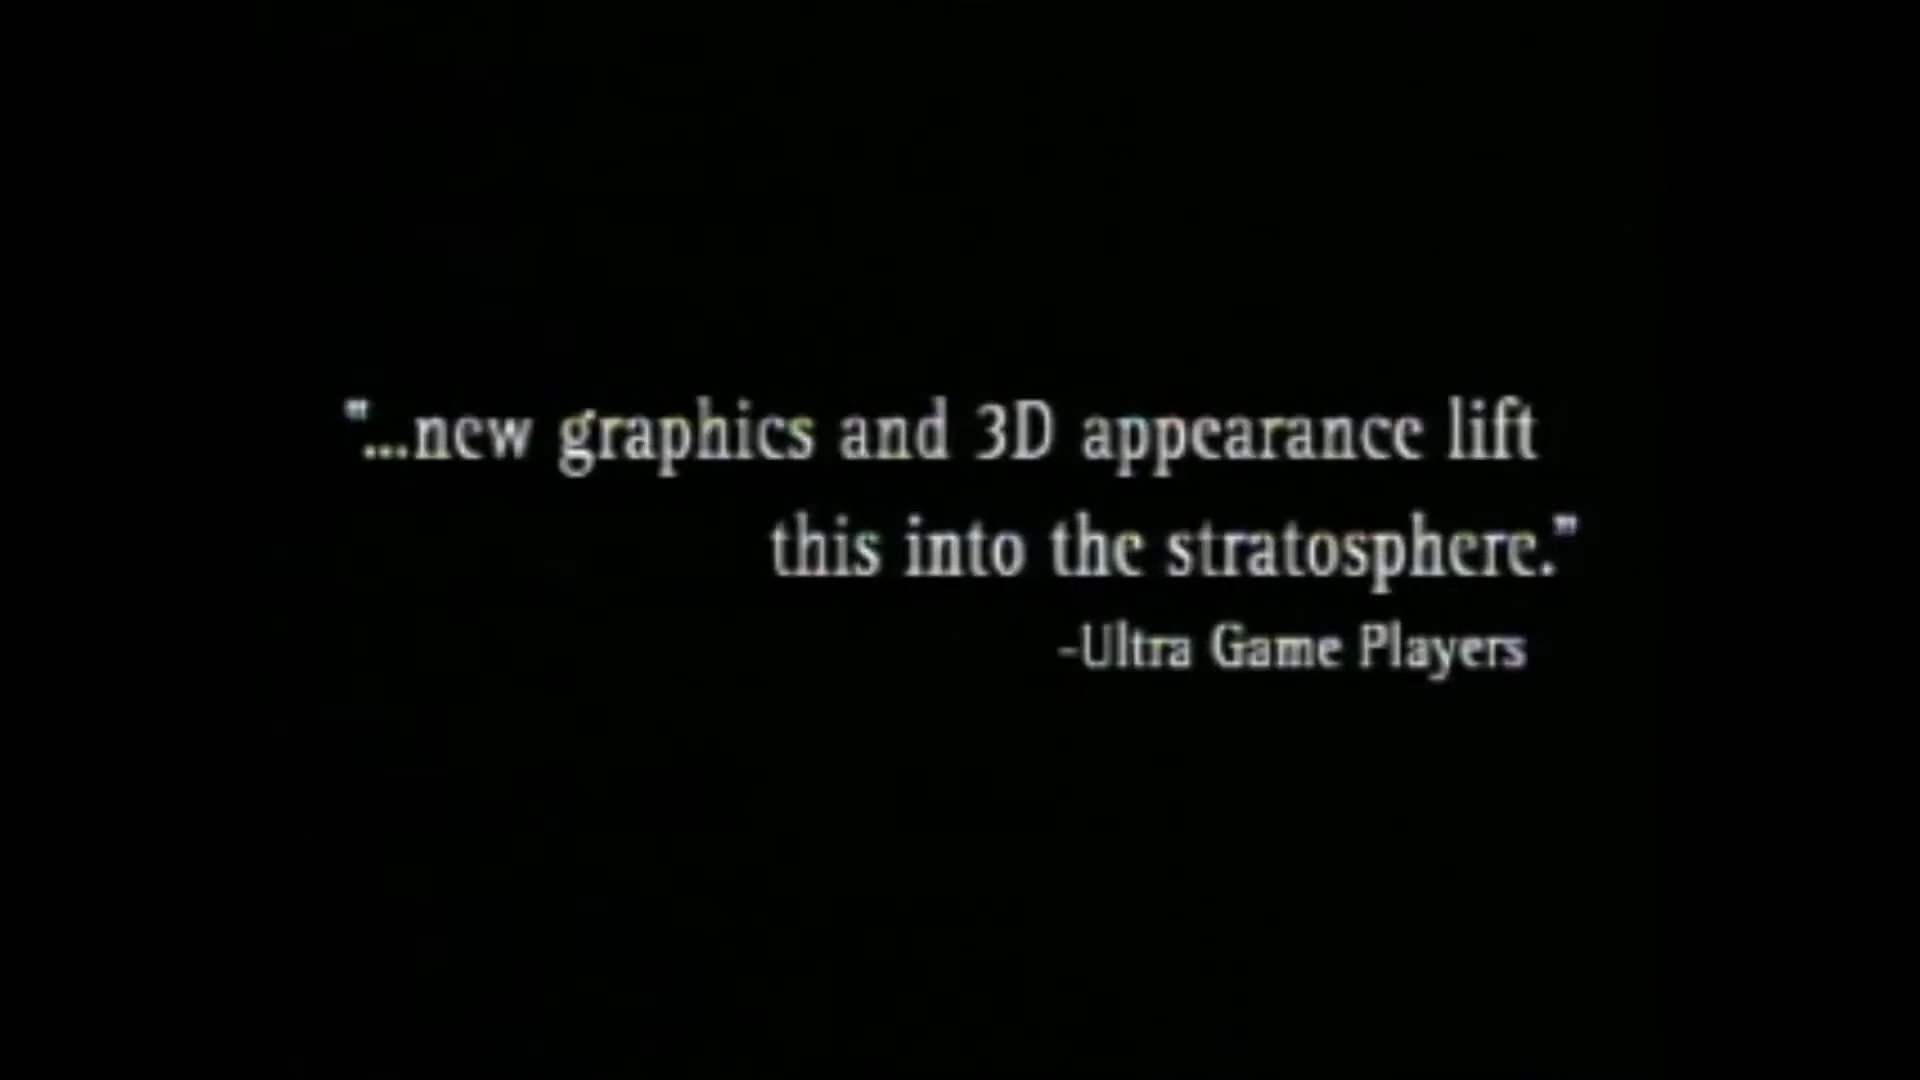 "...new graphics and 3D appearance lift
this into the stratosphere."
-Ultra Game Players